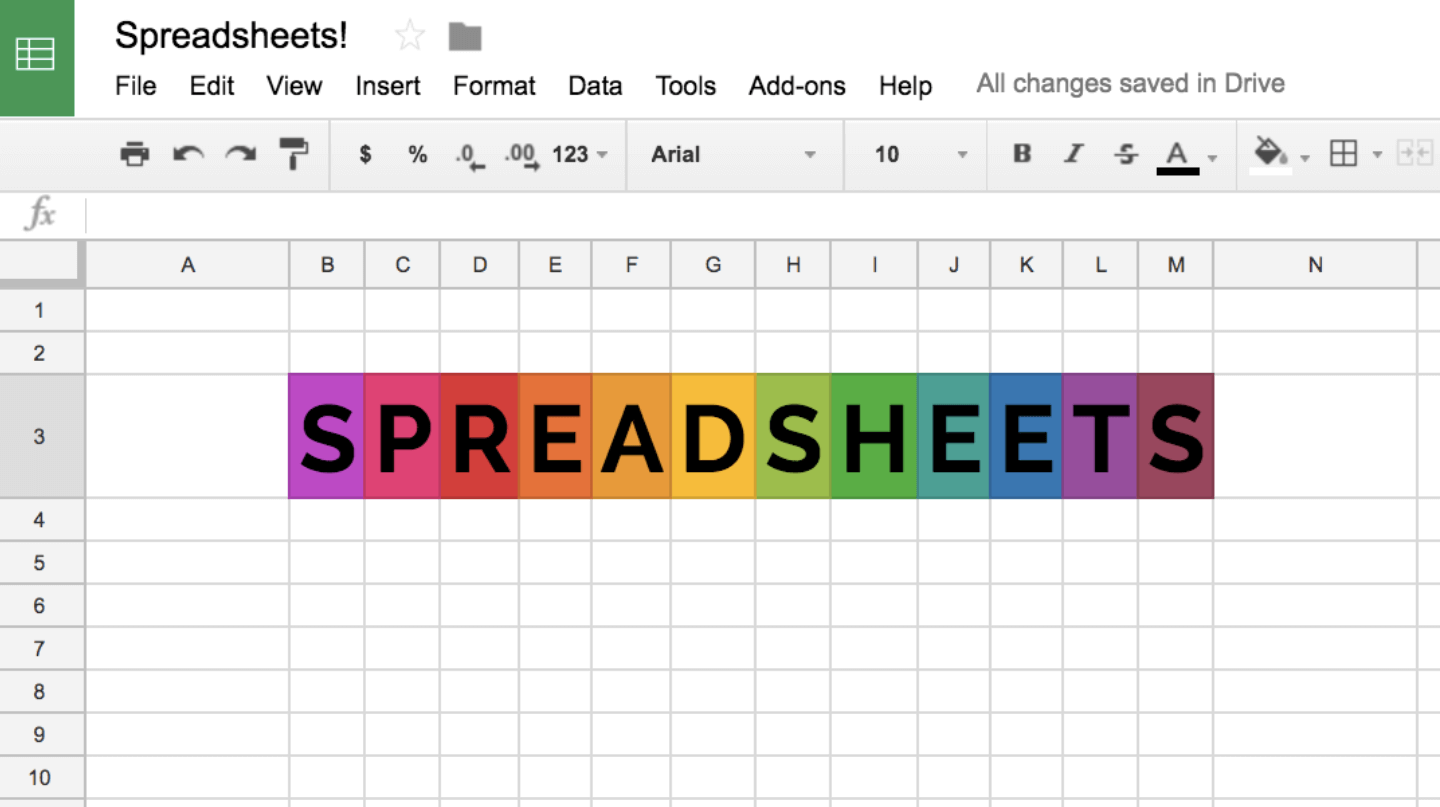 Spreadsheets!
File Edit View Insert Format Data Tools Add-ons Help All changes saved in Drive
$ % .0 .00 123 Arial 10 B I S A
fx
A B C D E F G H I J K L M N
1
2
3 S P R E A D S H E E T S
4
5
6
7
8
9
10